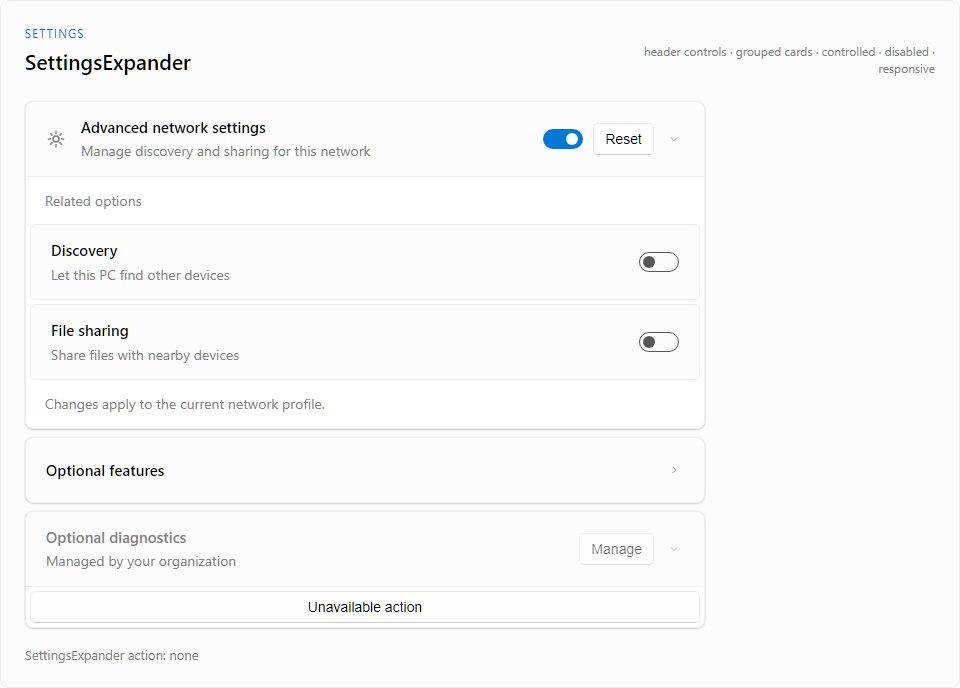 SETTINGS
SettingsExpander
header controls · grouped cards · controlled · disabled ·
responsive
Advanced network settings
Manage discovery and sharing for this network
Reset
Related options
Discovery
Let this PC find other devices
File sharing
Share files with nearby devices
Changes apply to the current network profile.
Optional features
Optional diagnostics
Managed by your organization
Manage
Unavailable action
SettingsExpander action: none